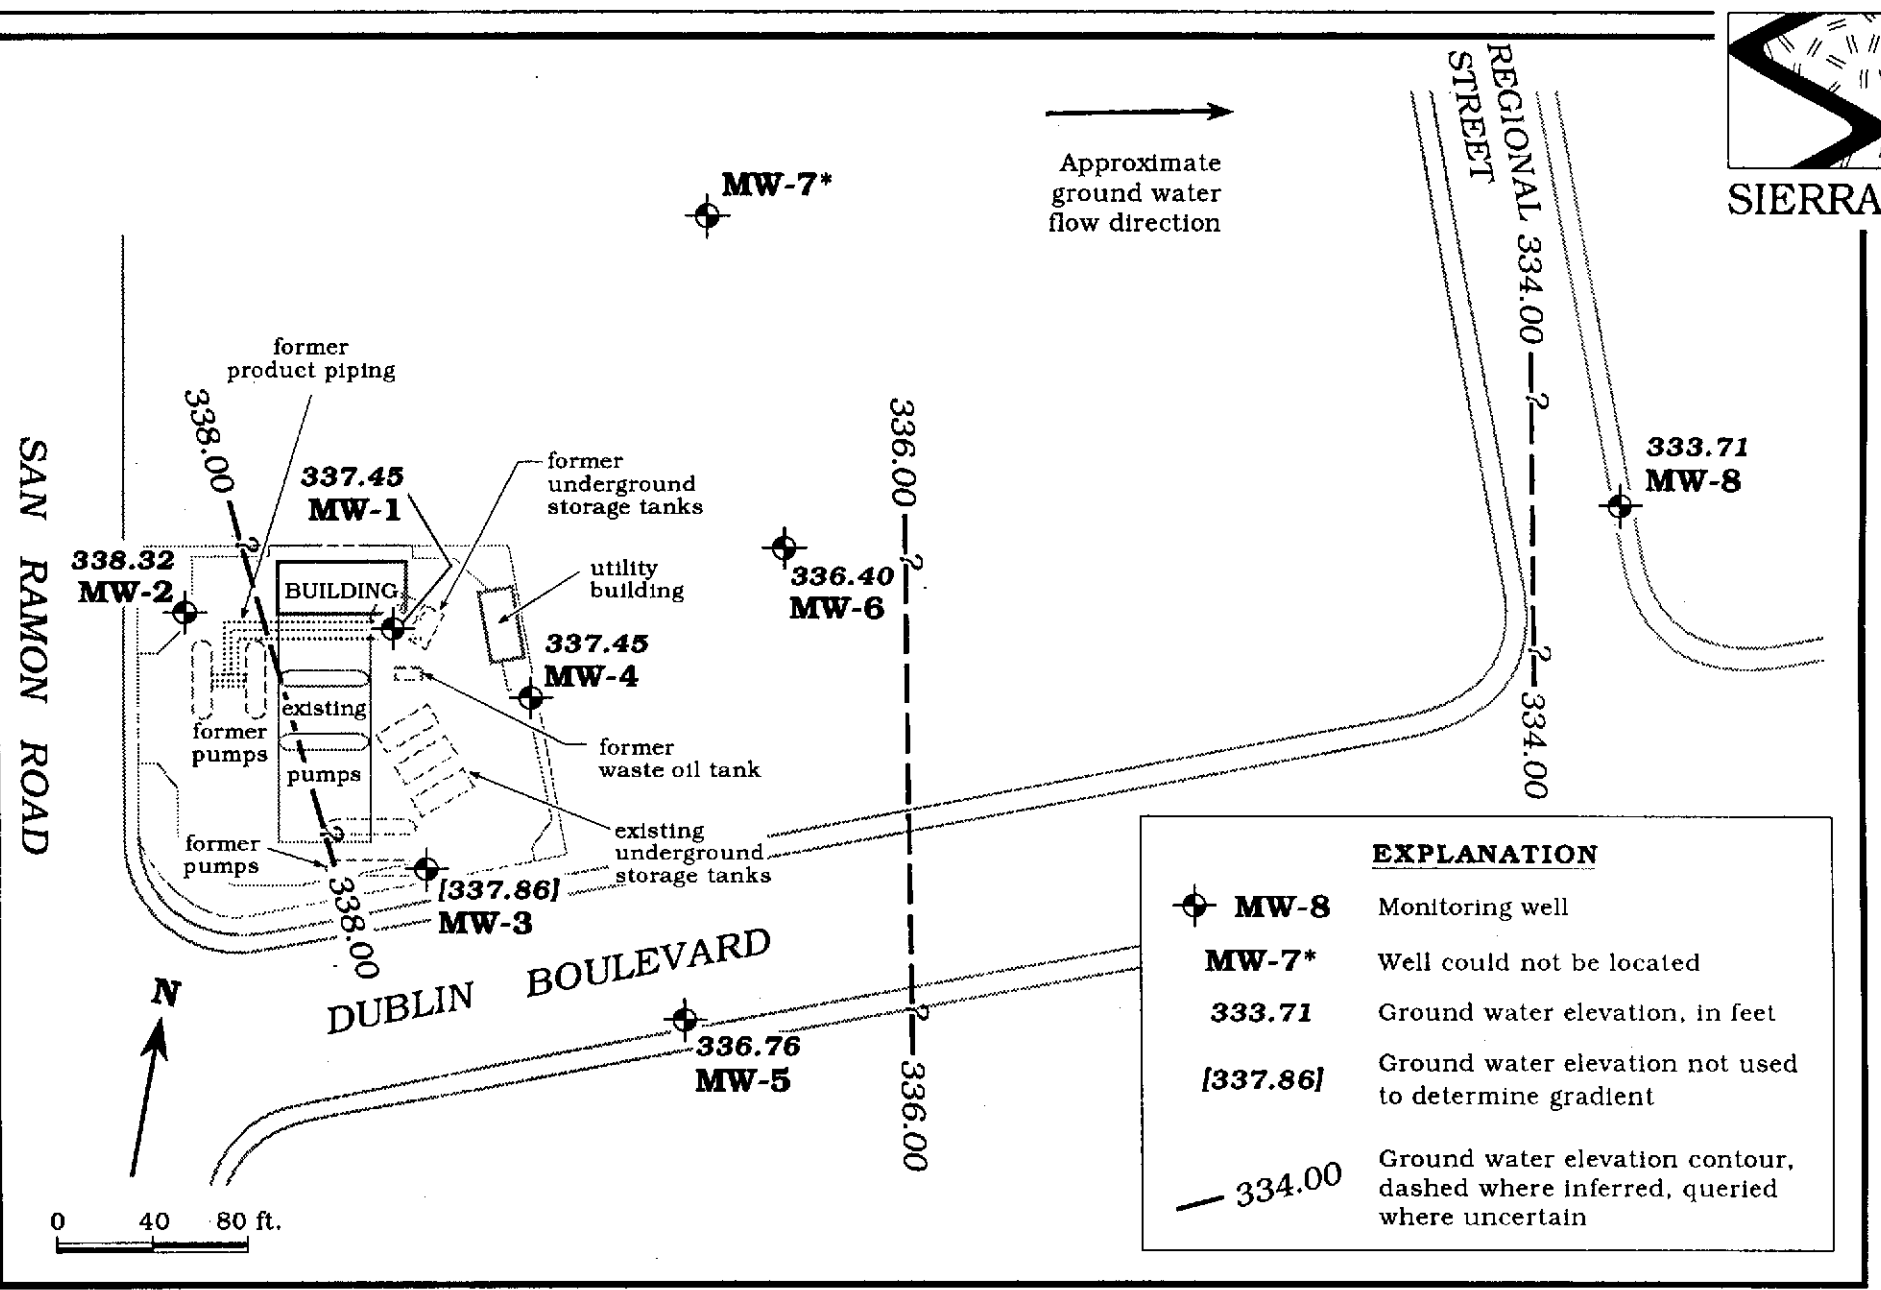 REGIONAL
STREET
SIERRA
Approximate
ground water
flow direction
MW-7*
334.00
?
former
product piping
338.00
?
SAN RAMON ROAD
337.45
MW-1
former
underground
storage tanks
336.00
?
333.71
MW-8
338.32
MW-2
BUILDING
utility
building
336.40
MW-6
337.45
MW-4
?
334.00
former
pumps
existing
pumps
former
waste oil tank
former
pumps
?
existing
underground
storage tanks
[337.86]
MW-3
338.00
DUBLIN BOULEVARD
?
336.76
MW-5
336.00
N
0 40 80 ft.
EXPLANATION
MW-8 Monitoring well
MW-7* Well could not be located
333.71 Ground water elevation, in feet
[337.86] Ground water elevation not used
to determine gradient
334.00 Ground water elevation contour,
dashed where inferred, queried
where uncertain